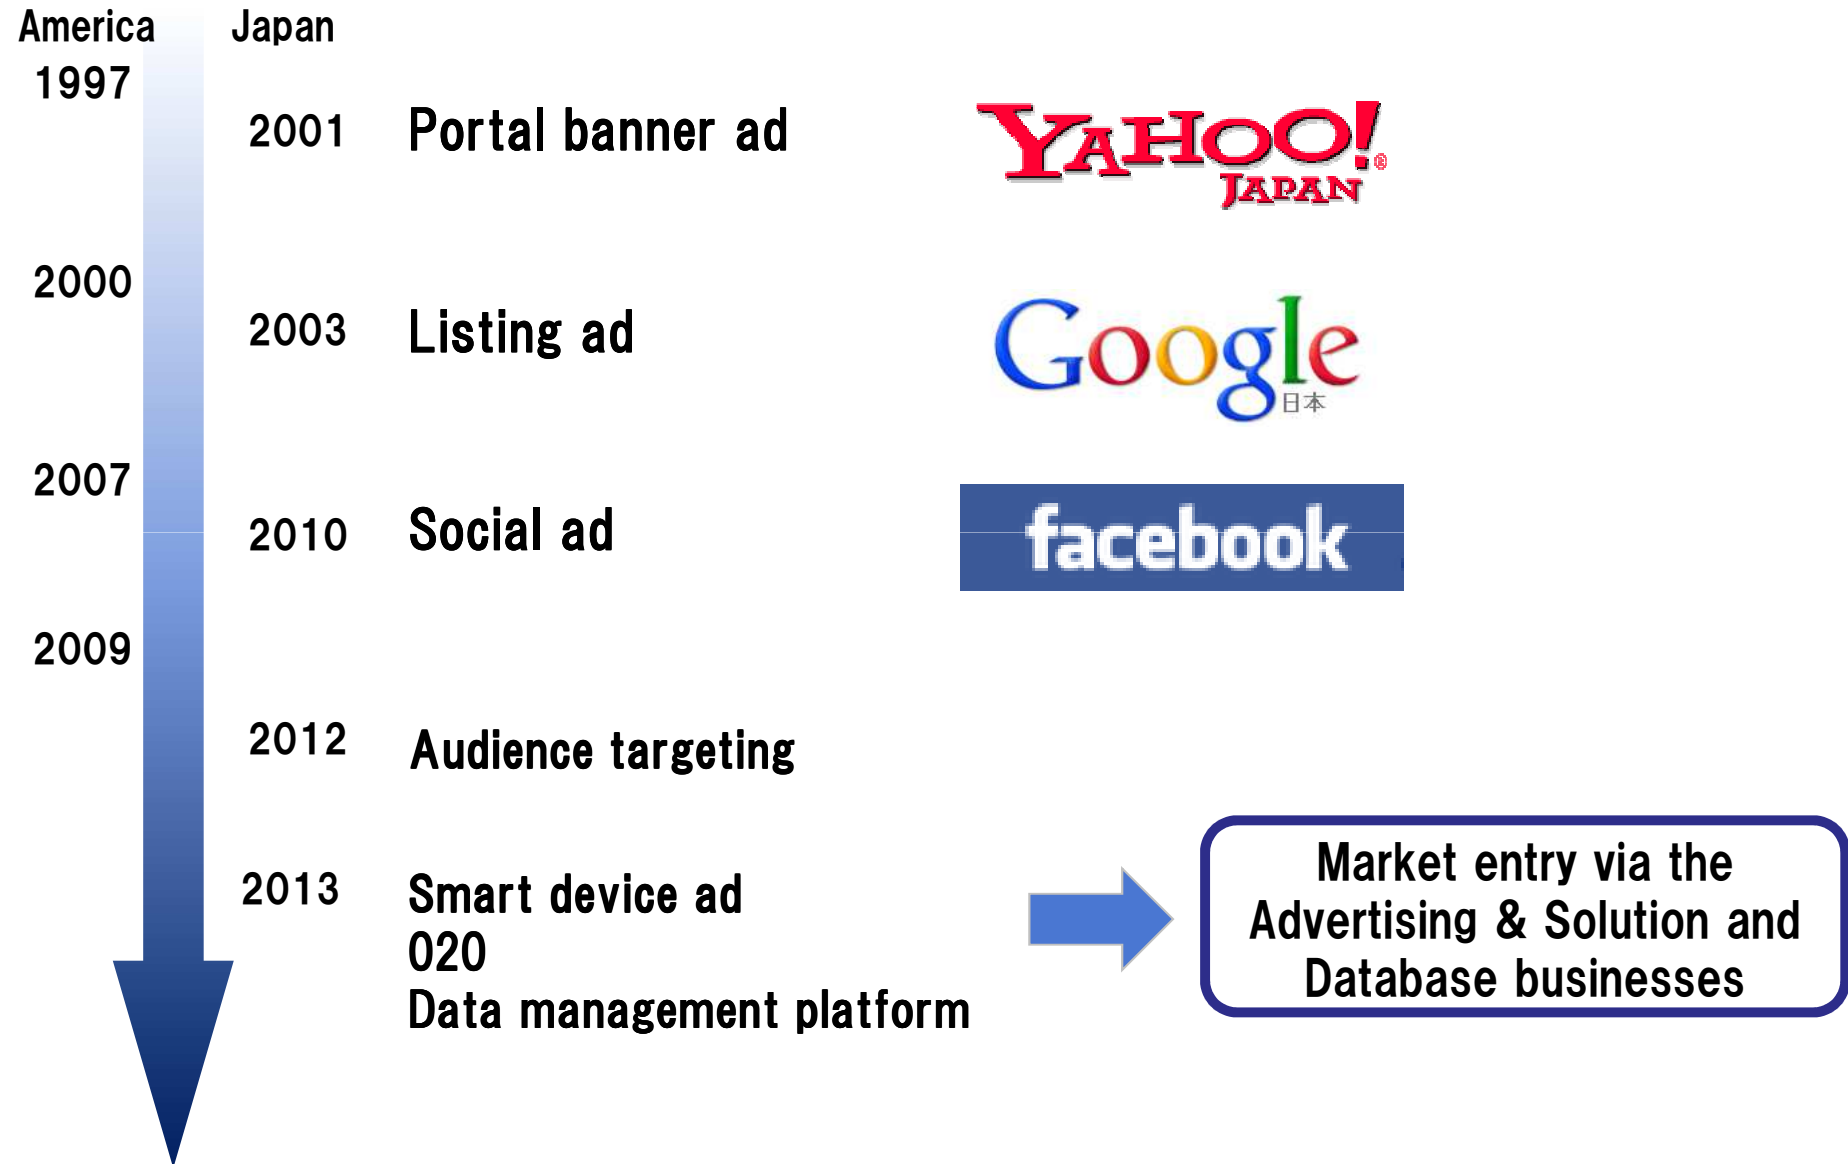 America Japan
1997
2001 Portal banner ad YAHOO!® JAPAN
2000
2003 Listing ad Google 日本
2007
2010 Social ad facebook
2009
2012 Audience targeting
2013 Smart device ad
O2O
Data management platform
Market entry via the
Advertising & Solution and
Database businesses